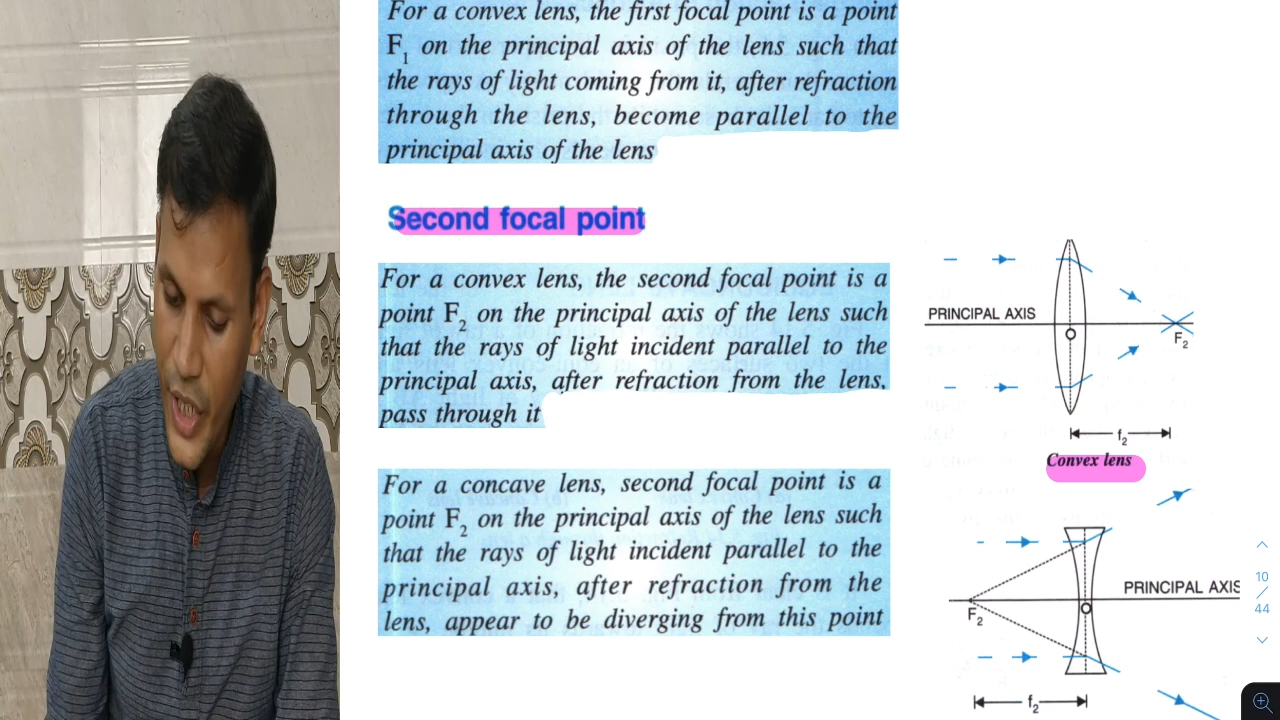 For a convex lens, the first focal point is a point
F1 on the principal axis of the lens such that
the rays of light coming from it, after refraction
through the lens, become parallel to the
principal axis of the lens
Second focal point
For a convex lens, the second focal point is a
point F2 on the principal axis of the lens such
that the rays of light incident parallel to the
principal axis, after refraction from the lens,
pass through it
PRINCIPAL AXIS
O
F2
f2
Convex lens
For a concave lens, second focal point is a
point F2 on the principal axis of the lens such
that the rays of light incident parallel to the
principal axis, after refraction from the
lens, appear to be diverging from this point
PRINCIPAL AXIS
O
F2
f2
10
/
44